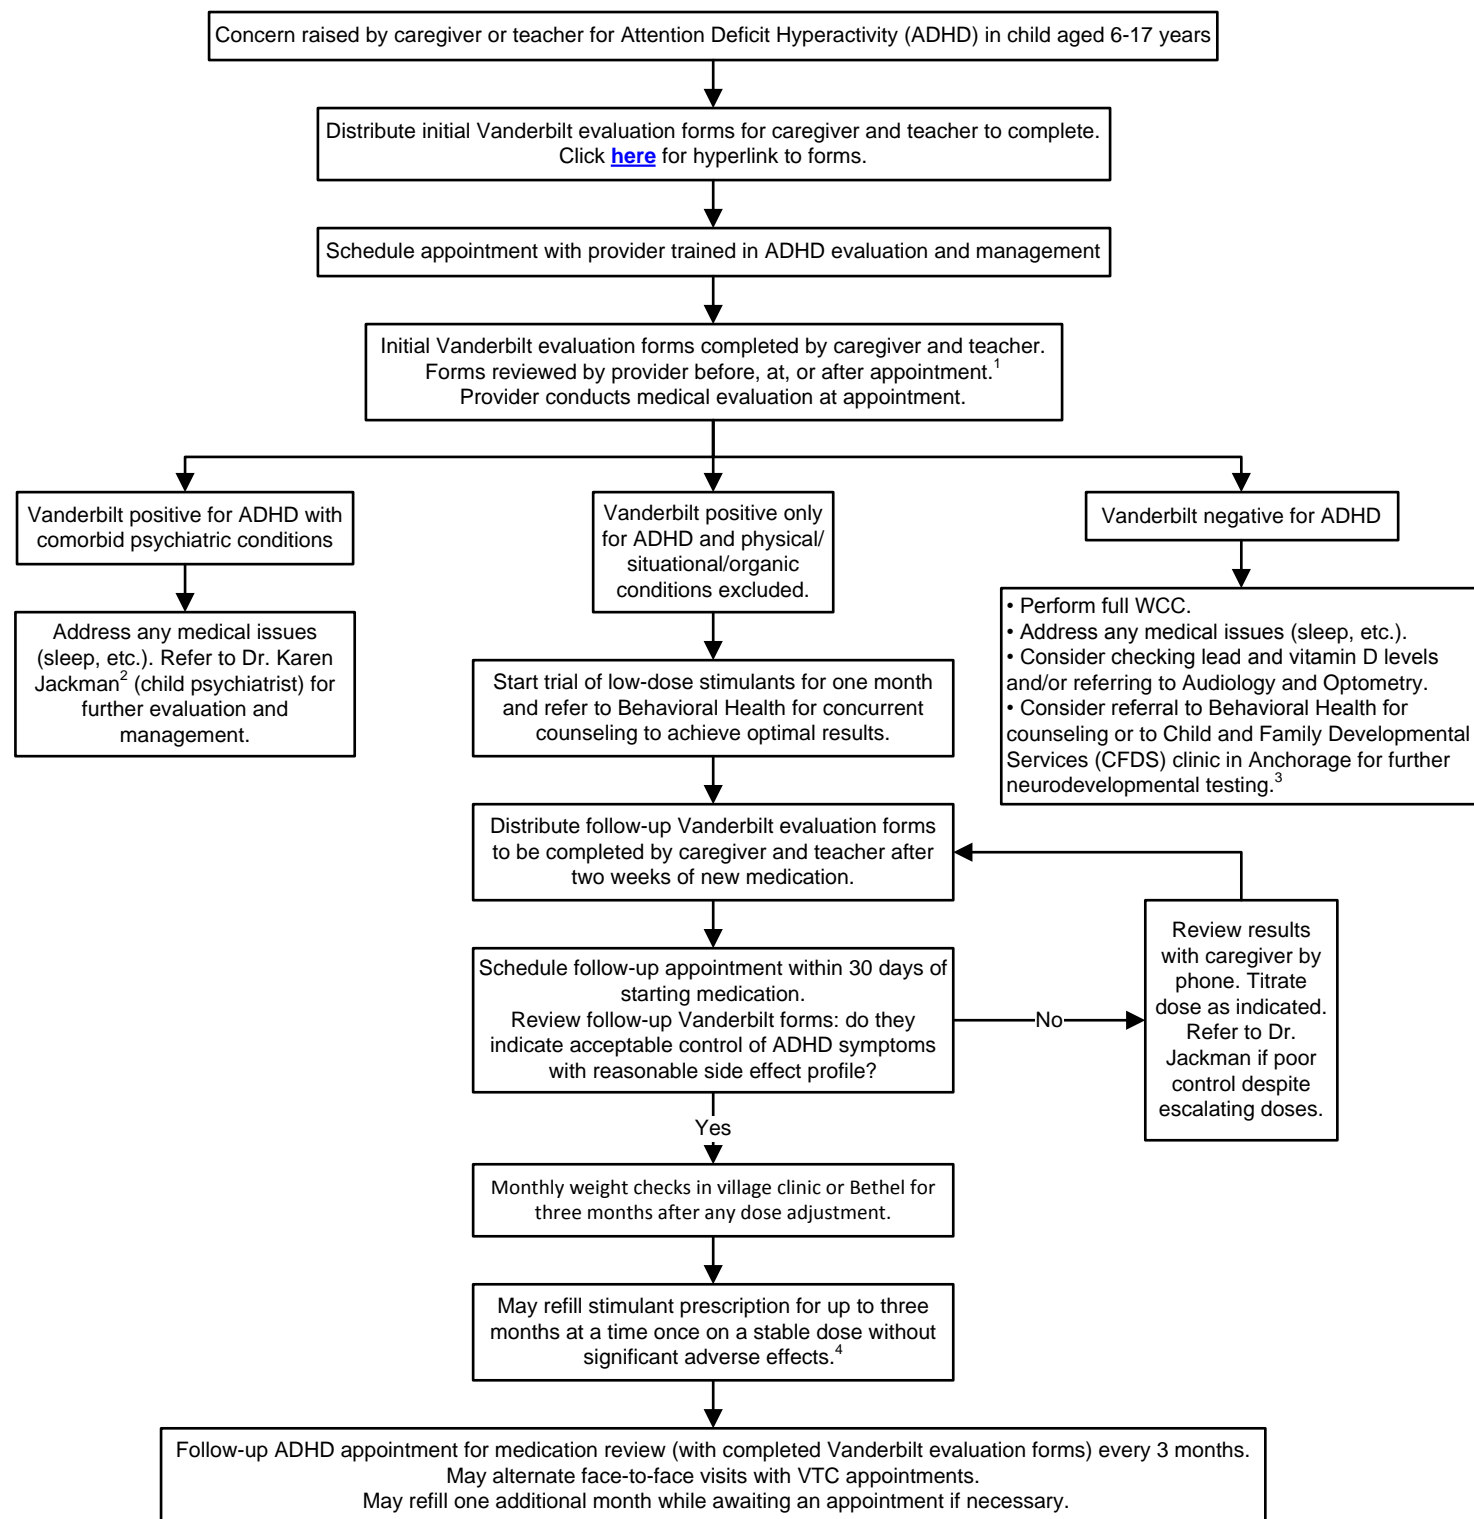 Concern raised by caregiver or teacher for Attention Deficit Hyperactivity (ADHD) in child aged 6-17 years
Distribute initial Vanderbilt evaluation forms for caregiver and teacher to complete.
Click here for hyperlink to forms.
Schedule appointment with provider trained in ADHD evaluation and management
Initial Vanderbilt evaluation forms completed by caregiver and teacher.
Forms reviewed by provider before, at, or after appointment.1
Provider conducts medical evaluation at appointment.
Vanderbilt positive for ADHD with
comorbid psychiatric conditions
Address any medical issues
(sleep, etc.). Refer to Dr. Karen
Jackman2 (child psychiatrist) for
further evaluation and
management.
Vanderbilt positive only
for ADHD and physical/
situational/organic
conditions excluded.
Vanderbilt negative for ADHD
• Perform full WCC.
• Address any medical issues (sleep, etc.).
• Consider checking lead and vitamin D levels
and/or referring to Audiology and Optometry.
• Consider referral to Behavioral Health for
counseling or to Child and Family Developmental
Services (CFDS) clinic in Anchorage for further
neurodevelopmental testing.3
Start trial of low-dose stimulants for one month
and refer to Behavioral Health for concurrent
counseling to achieve optimal results.
Distribute follow-up Vanderbilt evaluation forms
to be completed by caregiver and teacher after
two weeks of new medication.
Schedule follow-up appointment within 30 days of
starting medication.
Review follow-up Vanderbilt forms: do they
indicate acceptable control of ADHD symptoms
with reasonable side effect profile?
No
Review results
with caregiver by
phone. Titrate
dose as indicated.
Refer to Dr.
Jackman if poor
control despite
escalating doses.
Yes
Monthly weight checks in village clinic or Bethel for
three months after any dose adjustment.
May refill stimulant prescription for up to three
months at a time once on a stable dose without
significant adverse effects.4
Follow-up ADHD appointment for medication review (with completed Vanderbilt evaluation forms) every 3 months.
May alternate face-to-face visits with VTC appointments.
May refill one additional month while awaiting an appointment if necessary.